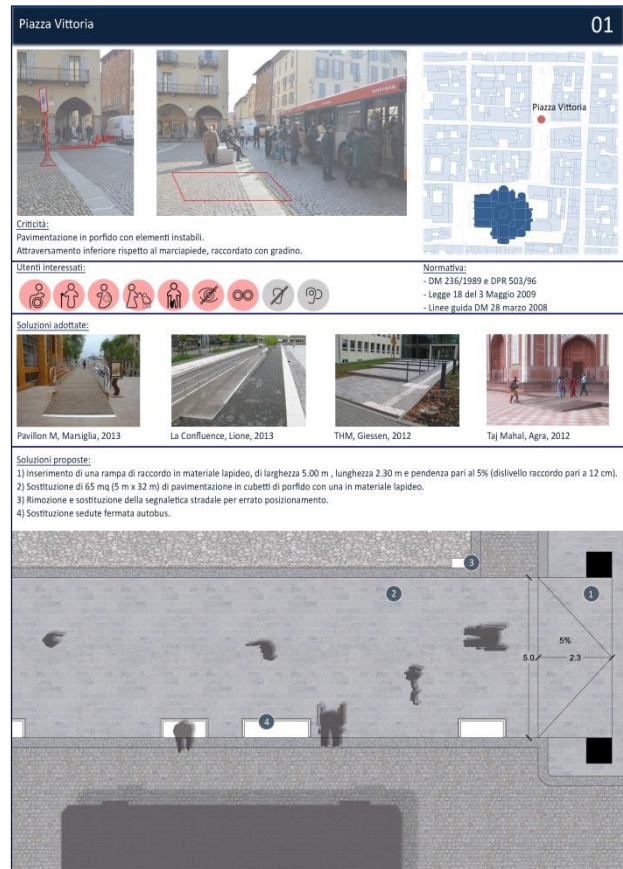 Piazza Vittoria
01
entrata
Piazza Vittoria
Criticità:
Pavimentazione in porfido con elementi instabili.
Attraversamento inferiore rispetto al marciapiede, raccordato con gradino.
Utenti interessati:
Normativa:
- DM 236/1989 e DPR 503/96
- Legge 18 del 3 Maggio 2009
- Linee guida DM 28 marzo 2008
Soluzioni adottate:
Pavillon M, Marsiglia, 2013
La Confluence, Lione, 2013
THM, Giessen, 2012
Taj Mahal, Agra, 2012
Soluzioni proposte:
1) Inserimento di una rampa di raccordo in materiale lapideo, di larghezza 5.00 m , lunghezza 2.30 m e pendenza pari al 5% (dislivello raccordo pari a 12 cm).
2) Sostituzione di 65 mq (5 m x 32 m) di pavimentazione in cubetti di porfido con una in materiale lapideo.
3) Rimozione e sostituzione della segnaletica stradale per errato posizionamento.
4) Sostituzione sedute fermata autobus.
3
2
1
5%
5.0
2.3
4